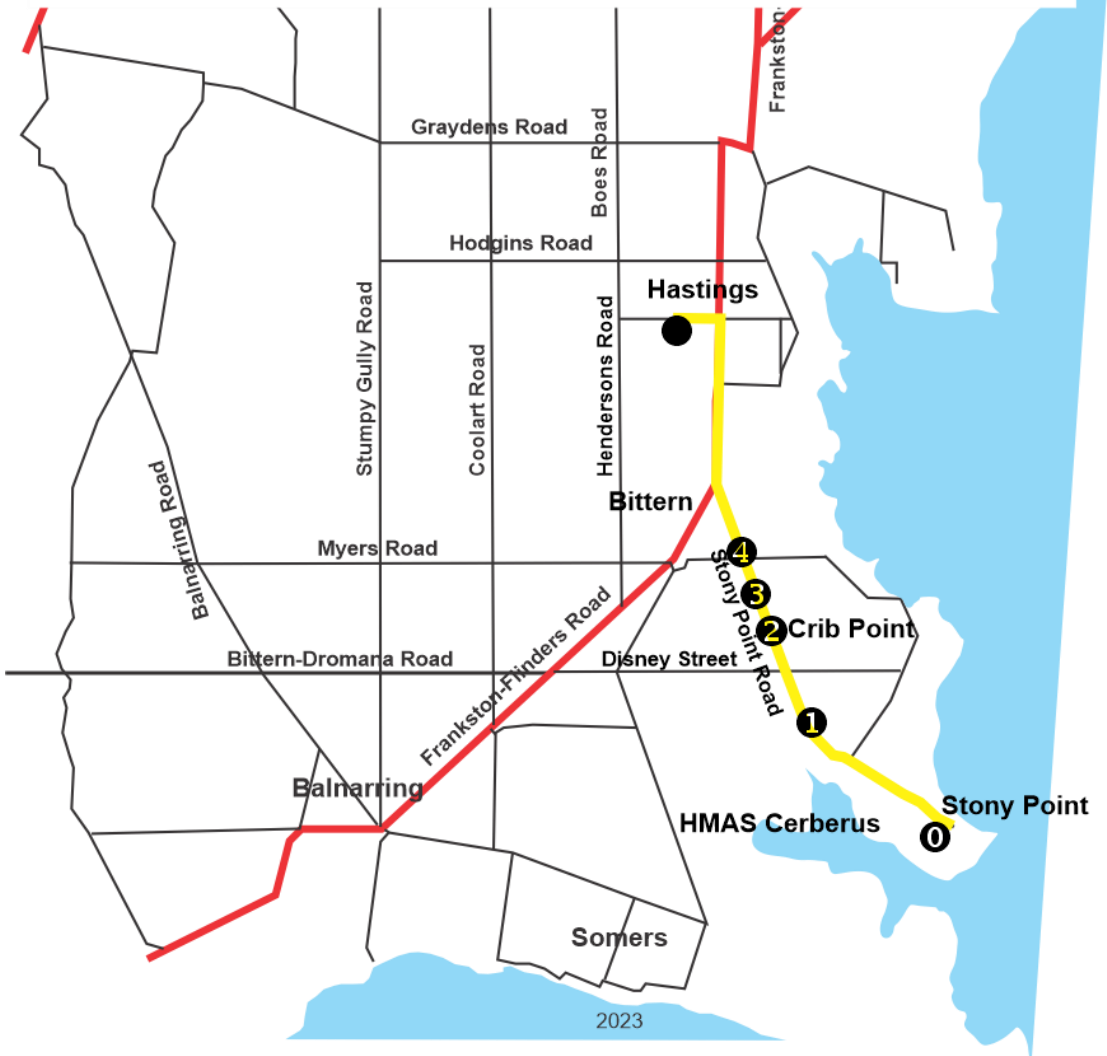 Frankston
Graydens Road
Boes Road
Hodgins Road
Hastings
Stumpy Gully Road
Coolart Road
Hendersons Road
Bittern
Balnarring Road
Myers Road
4
Stony Point Road
3
2 Crib Point
Frankston-Flinders Road
Bittern-Dromana Road
Disney Street
1
Balnarring
Stony Point
HMAS Cerberus
0
Somers
2023